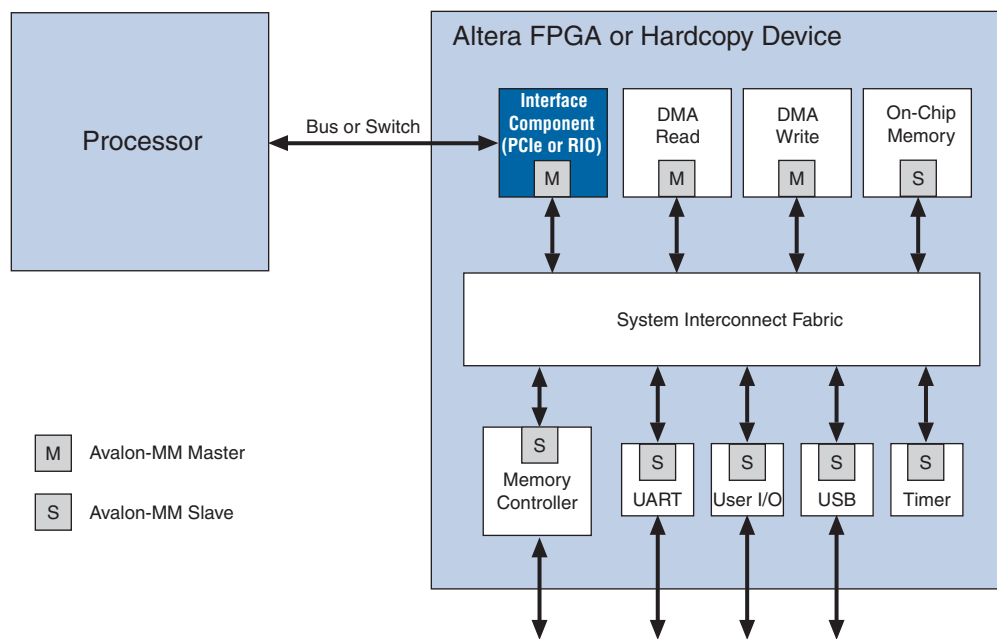 Altera FPGA or Hardcopy Device
Processor
Bus or Switch
Interface
Component
(PCIe or RIO)
M
DMA
Read
M
DMA
Write
M
On-Chip
Memory
S
System Interconnect Fabric
S
Memory
Controller
S
UART
S
User I/O
S
USB
S
Timer
M Avalon-MM Master
S Avalon-MM Slave